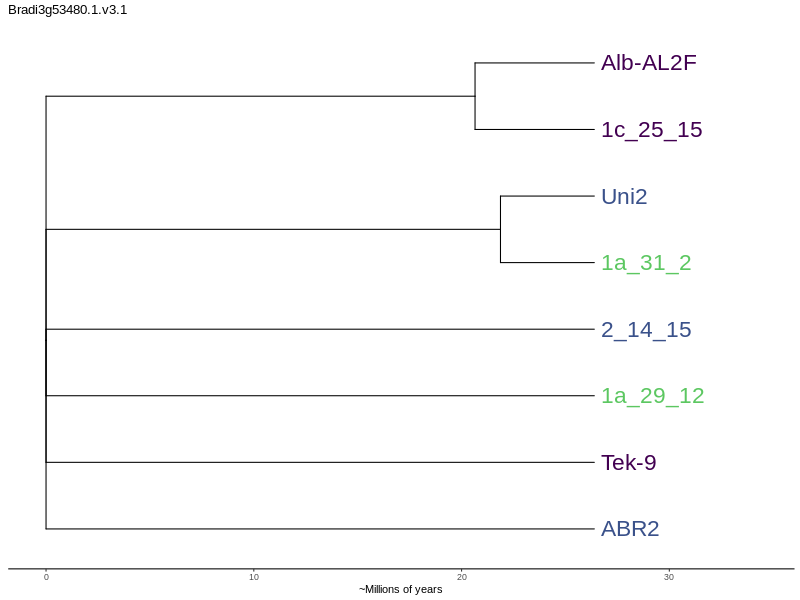 Bradi3g53480.1.v3.1
Alb-AL2F
1c_25_15
Uni2
1a_31_2
2_14_15
1a_29_12
Tek-9
ABR2
0 10 20 30
~Millions of years